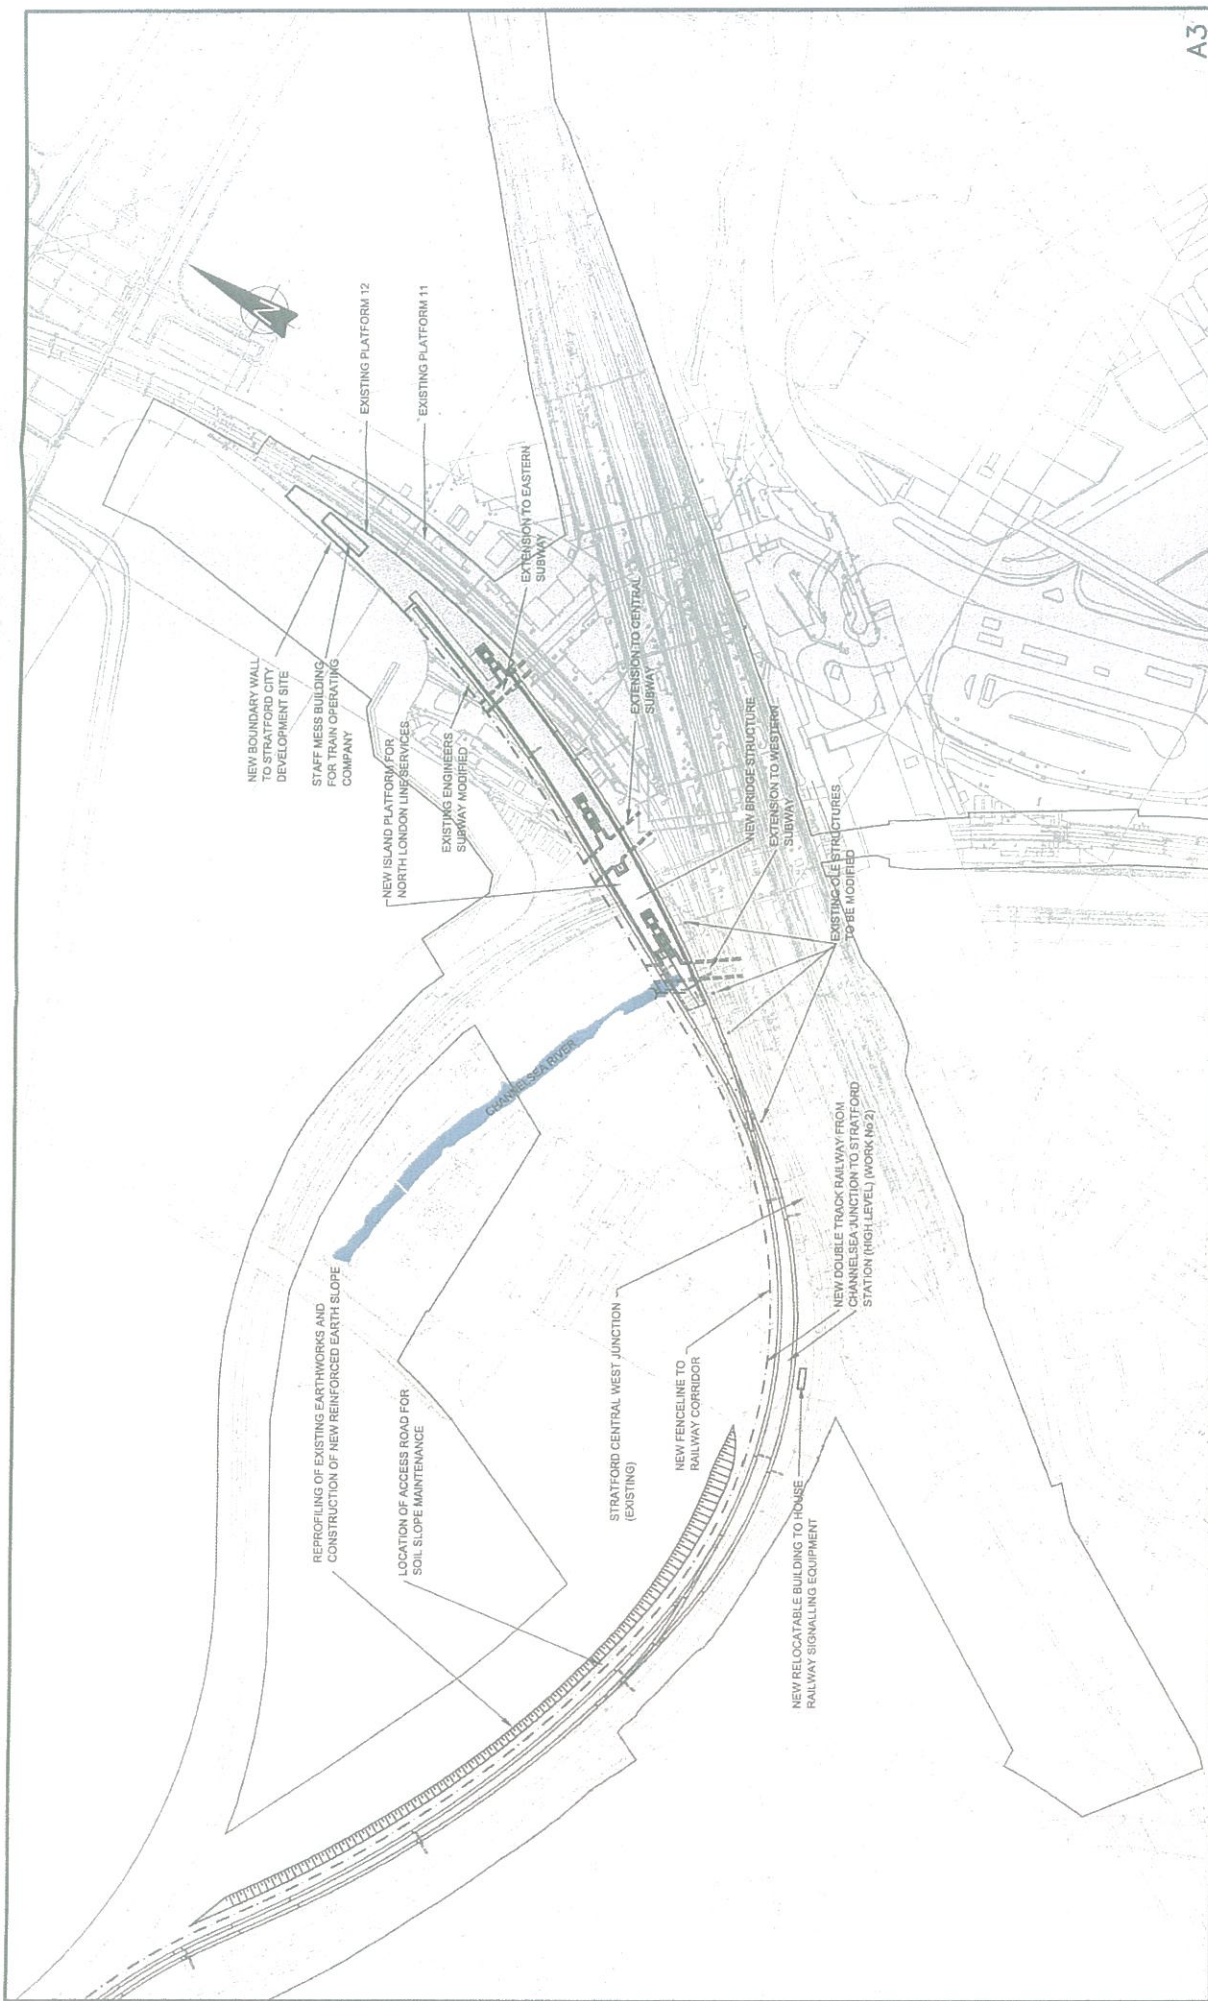 A3
EXISTING PLATFORM 12
EXISTING PLATFORM 11
EXTENSION TO EASTERN
SUBWAY
EXTENSION TO CENTRAL
SUBWAY
NEW BOUNDARY WALL
TO STRATFORD CITY
DEVELOPMENT SITE
STAFF MESS BUILDING
FOR TRAIN OPERATING
COMPANY
NEW ISLAND PLATFORM FOR
NORTH LONDON LINE SERVICES
EXISTING ENGINEERS
SUBWAY MODIFIED
NEW BRIDGE STRUCTURE
EXTENSION TO WESTERN
SUBWAY
EXISTING OLE STRUCTURES
TO BE MODIFIED
CHANNELSEA RIVER
NEW DOUBLE TRACK RAILWAY FROM
CHANNELSEA JUNCTION TO STRATFORD
STATION (HIGH LEVEL) (WORK No 2)
REPROFILING OF EXISTING EARTHWORKS AND
CONSTRUCTION OF NEW REINFORCED EARTH SLOPE
LOCATION OF ACCESS ROAD FOR
SOIL SLOPE MAINTENANCE
STRATFORD CENTRAL WEST JUNCTION
(EXISTING)
NEW FENCELINE TO
RAILWAY CORRIDOR
NEW RELOCATABLE BUILDING TO HOUSE
RAILWAY SIGNALLING EQUIPMENT
N